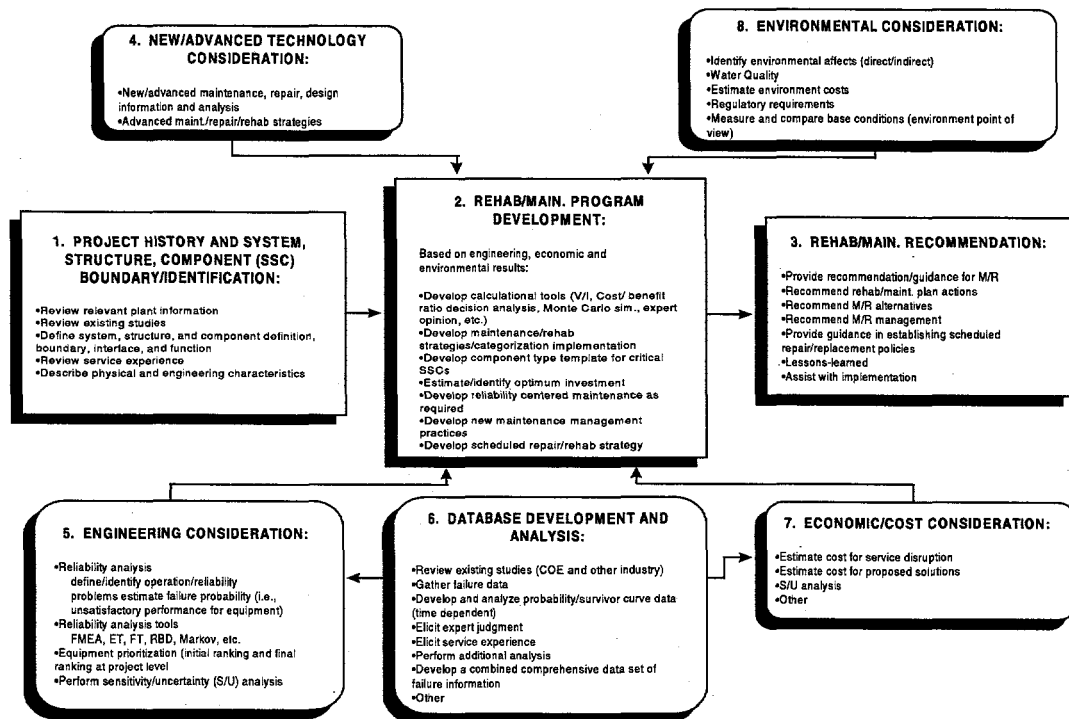 4. NEW/ADVANCED TECHNOLOGY
CONSIDERATION:
•New/advanced maintenance, repair, design
information and analysis
•Advanced maint./repair/rehab strategies
8. ENVIRONMENTAL CONSIDERATION:
•Identify environmental affects (direct/indirect)
•Water Quality
•Estimate environment costs
•Regulatory requirements
•Measure and compare base conditions (environment point of
view)
1. PROJECT HISTORY AND SYSTEM,
STRUCTURE, COMPONENT (SSC)
BOUNDARY/IDENTIFICATION:
•Review relevant plant information
•Review existing studies
•Define system, structure, and component definition,
boundary, interface, and function
•Review service experience
•Describe physical and engineering characteristics
2. REHAB/MAIN. PROGRAM
DEVELOPMENT:
Based on engineering, economic and
environmental results:
•Develop calculational tools (V/I, Cost/ benefit
ratio decision analysis, Monte Carlo sim., expert
opinion, etc.)
•Develop maintenance/rehab
strategies/categorization implementation
•Develop component type template for critical
SSCs
•Estimate/identify optimum investment
•Develop reliability centered maintenance as
required
•Develop new maintenance management
practices
•Develop scheduled repair/rehab strategy
3. REHAB/MAIN. RECOMMENDATION:
•Provide recommendation/guidance for M/R
•Recommend rehab/maint. plan actions
•Recommend M/R alternatives
•Recommend M/R management
•Provide guidance in establishing scheduled
repair/replacement policies
•Lessons-learned
•Assist with implementation
5. ENGINEERING CONSIDERATION:
•Reliability analysis
define/identify operation/reliability
problems estimate failure probability (i.e.,
unsatisfactory performance for equipment)
•Reliability analysis tools
FMEA, ET, FT, RBD, Markov, etc.
•Equipment prioritization (initial ranking and final
ranking at project level
•Perform sensitivity/uncertainty (S/U) analysis
6. DATABASE DEVELOPMENT AND
ANALYSIS:
•Review existing studies (COE and other industry)
•Gather failure data
•Develop and analyze probability/survivor curve data
(time dependent)
•Elicit expert judgment
•Elicit service experience
•Perform additional analysis
•Develop a combined comprehensive data set of
failure information
•Other
7. ECONOMIC/COST CONSIDERATION:
•Estimate cost for service disruption
•Estimate cost for proposed solutions
•S/U analysis
•Other